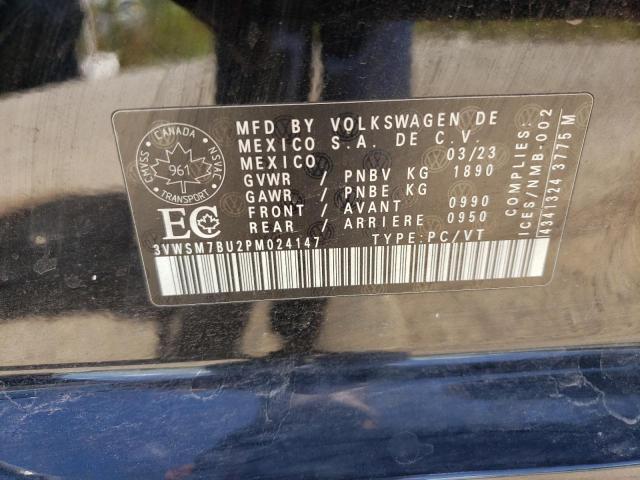 CANADA
CMVSS
NSVAC
961
TRANSPORT
EC
MFD BY VOLKSWAGEN DE
MEXICO S.A. DE C.V.
MEXICO 03/23
GVWR / PNBV KG 1890
GAWR / PNBE KG
FRONT / AVANT 0990
REAR / ARRIERE 0950
3VWSM7BU2PM024147 TYPE:PC/VT
COMPLIES:
ICES/NMB-002
4341324 3775 M